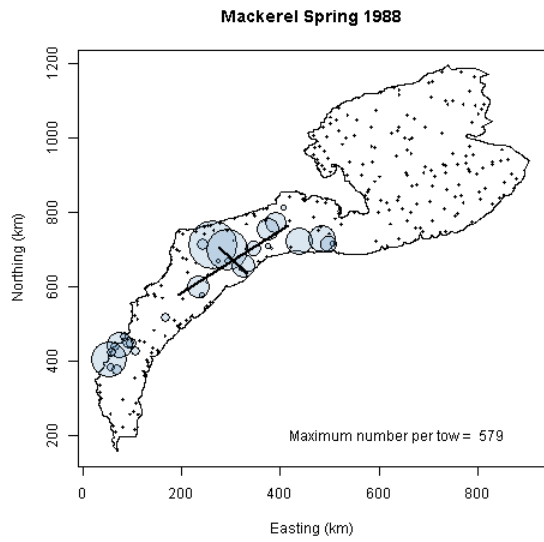 Mackerel Spring 1988
1200
1000
800
600
400
200
Northing (km)
Maximum number per tow = 579
0 200 400 600 800
Easting (km)